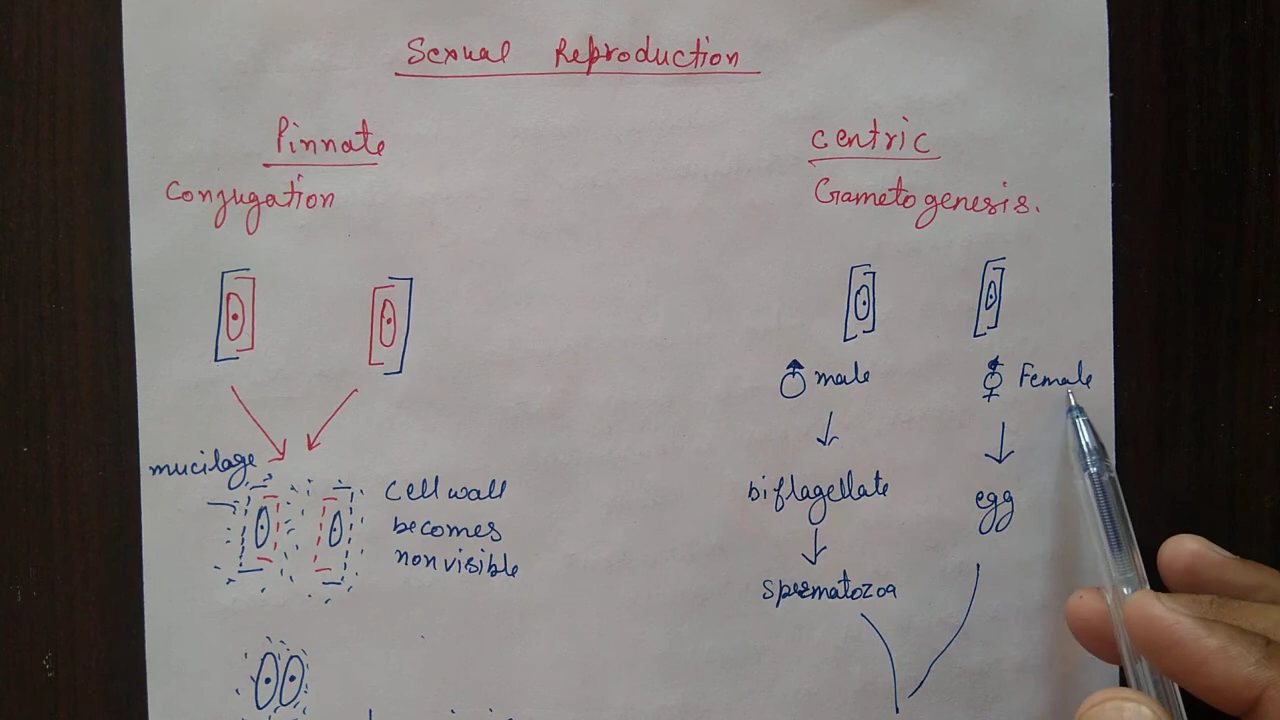 Sexual Reproduction
Pinnate
Conjugation
mucilage
cell wall
becomes
nonvisible
centric
Gametogenesis.
♂ male
⚥ Female
biflagellate
egg
spermatozoa